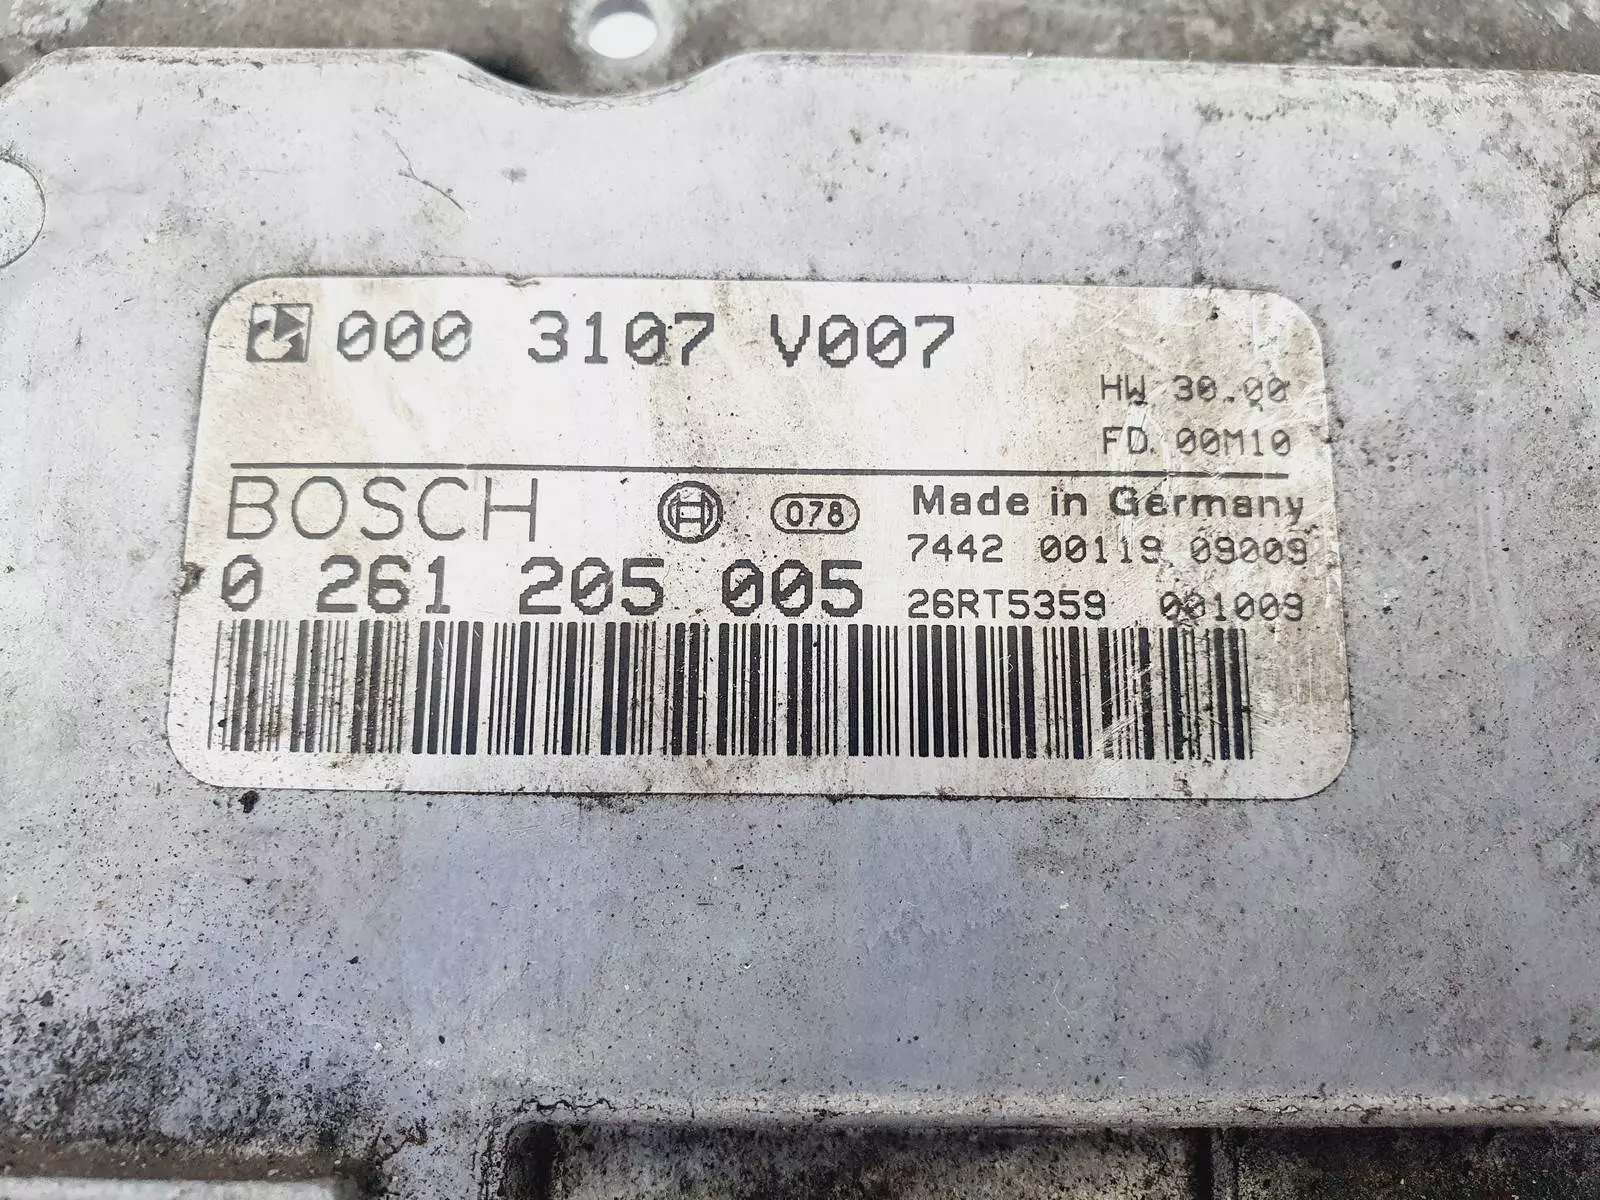 000 3107 V007
HW 30.00
FD. 00M10
BOSCH 078 Made in Germany
7442 00119 09009
0 261 205 005
26RT5359 001009